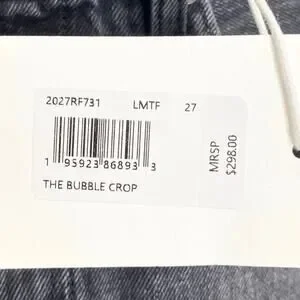 2027RF731 LMTF 27
1 95923 86893 3
THE BUBBLE CROP
MRSP
$298.00